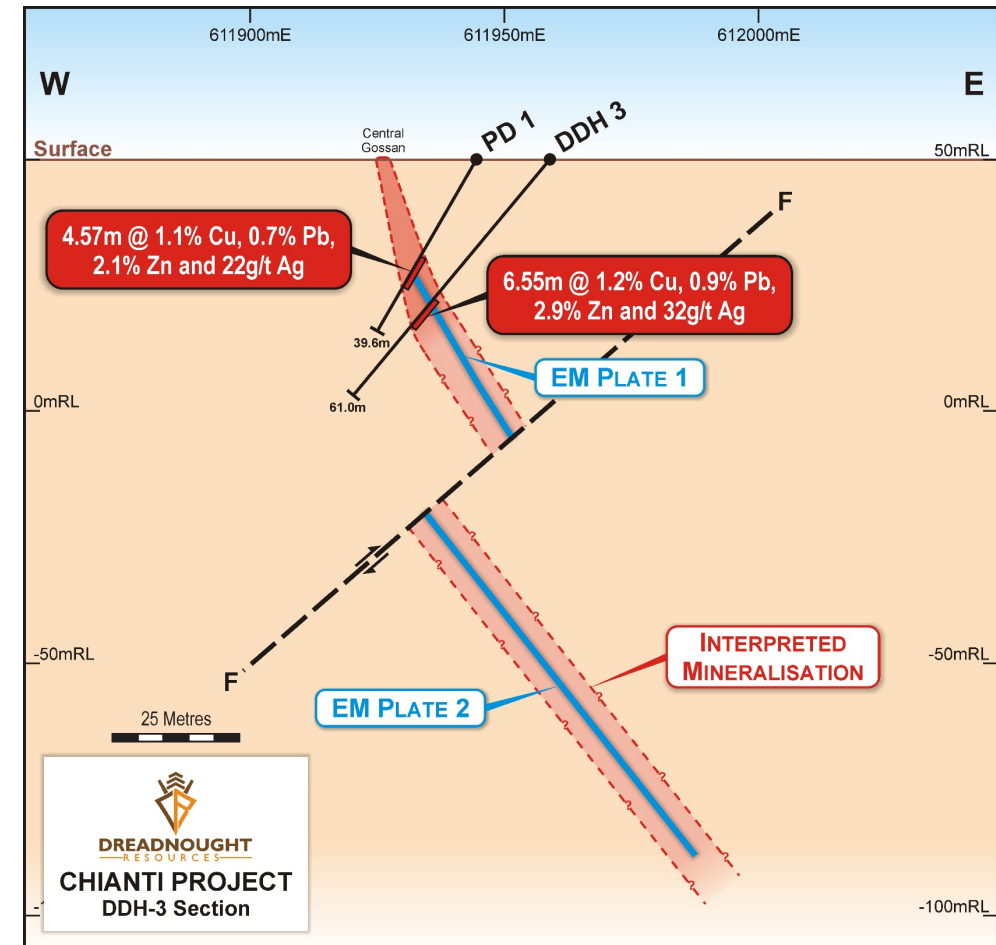 611900mE
611950mE
612000mE
W
E
Central
Gossan
PD 1
DDH 3
Surface
50mRL
F
4.57m @ 1.1% Cu, 0.7% Pb,
2.1% Zn and 22g/t Ag
6.55m @ 1.2% Cu, 0.9% Pb,
2.9% Zn and 32g/t Ag
39.6m
?
EM PLATE 1
?
61.0m
0mRL
0mRL
?
?
?
?
?
INTERPRETED
MINERALISATION
-50mRL
-50mRL
F
?
EM PLATE 2
25 Metres
?
?
?
?
?
?
DREADNOUGHT
RESOURCES
CHIANTI PROJECT
DDH-3 Section
-100mRL